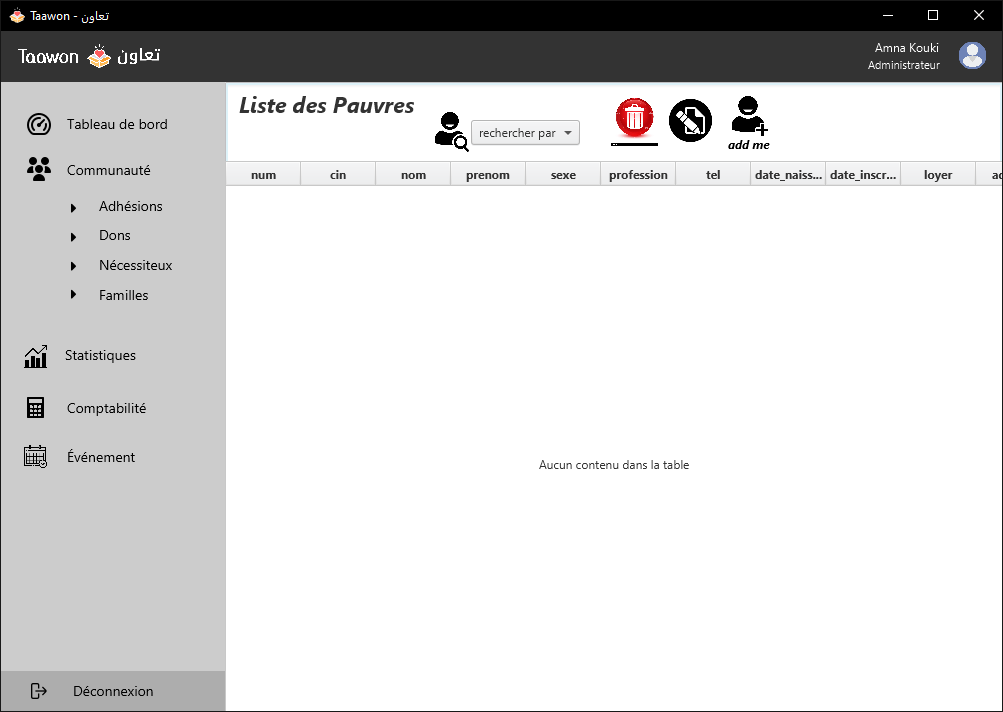 Taawon - تعاون
Taawon تعاون
Amna Kouki
Administrateur
Tableau de bord
Communauté
Adhésions
Dons
Nécessiteux
Familles
Statistiques
Comptabilité
Événement
Déconnexion
Liste des Pauvres
rechercher par
add me
num cin nom prenom sexe profession tel date_naiss... date_inscr... loyer
Aucun contenu dans la table